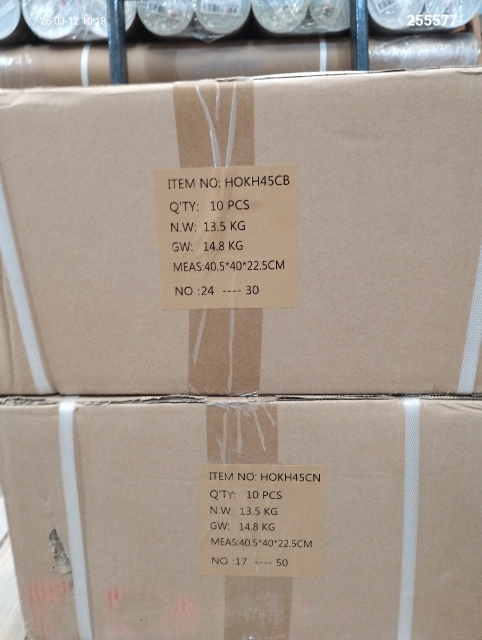 26-03-12 10:18
255577
ITEM NO: HOKH45CB
Q'TY: 10 PCS
N.W: 13.5 KG
GW: 14.8 KG
MEAS:40.5*40*22.5CM
NO :24 ---- 30
ITEM NO: HOKH45CN
Q'TY: 10 PCS
N.W: 13.5 KG
GW: 14.8 KG
MEAS:40.5*40*22.5CM
NO :17 ---- 50